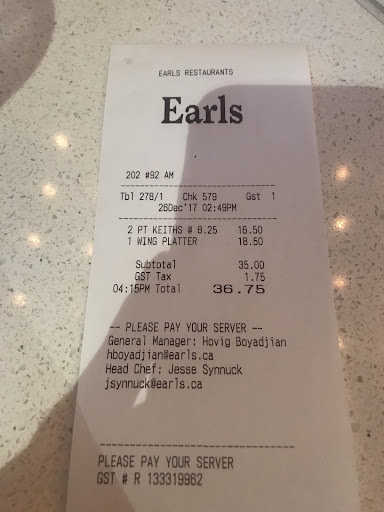 EARLS RESTAURANTS
Earls
202 #92 AM
Tbl 278/1 Chk 579 Gst 1
26Dec'17 02:49PM
2 PT KEITHS @ 8.25 16.50
1 WING PLATTER 18.50
Subtotal 35.00
GST Tax 1.75
04:15PM Total 36.75
-- PLEASE PAY YOUR SERVER --
General Manager: Hovig Boyadjian
hboyadjian@earls.ca
Head Chef: Jesse Synnuck
jsynnuck@earls.ca
PLEASE PAY YOUR SERVER
GST # R 133319962